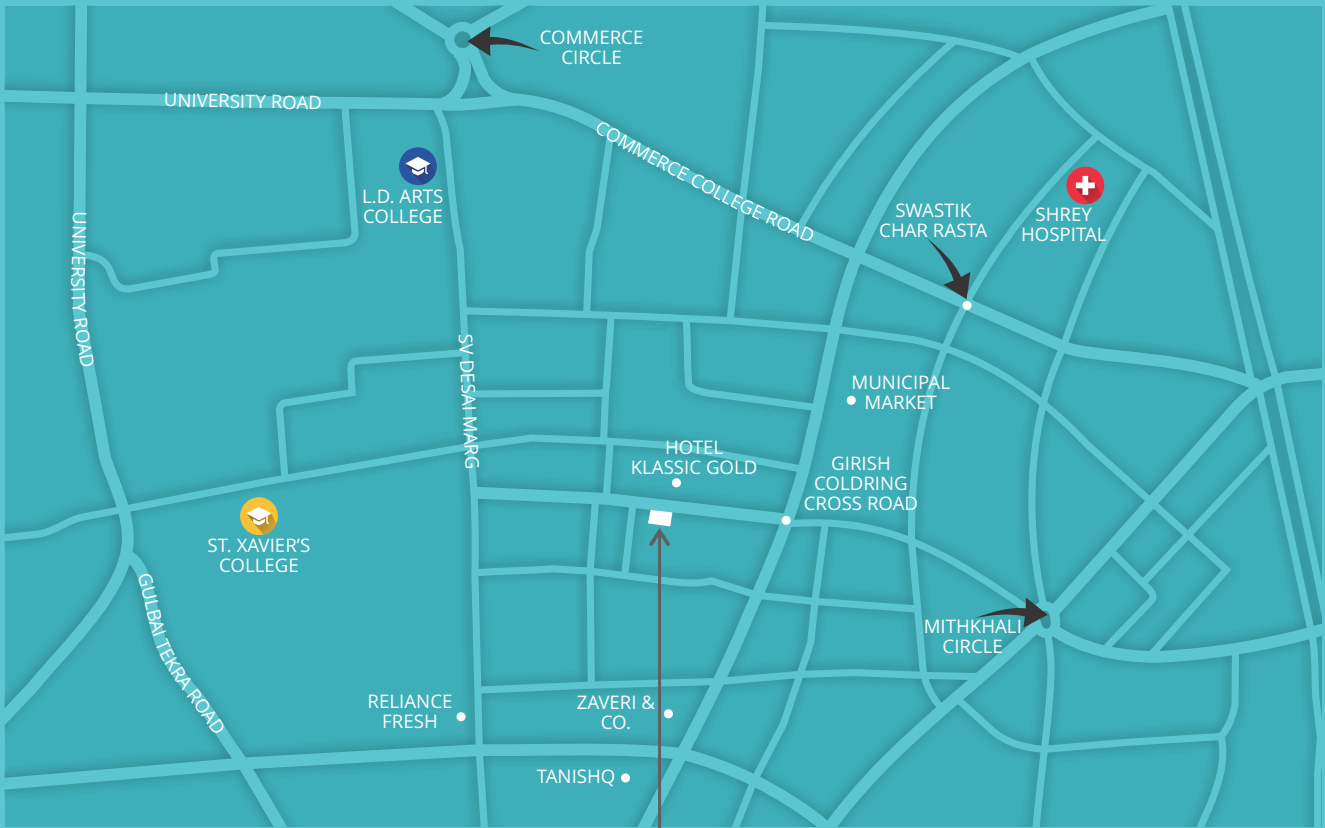 COMMERCE
CIRCLE
UNIVERSITY ROAD
COMMERCE COLLEGE ROAD
L.D. ARTS
COLLEGE
SWASTIK
CHAR RASTA
SHREY
HOSPITAL
UNIVERSITY ROAD
SV DESAI MARG
MUNICIPAL
MARKET
HOTEL
KLASSIC GOLD
GIRISH
COLDRING
CROSS ROAD
ST. XAVIER’S
COLLEGE
GULBAI TEKRA ROAD
MITHKHALI
CIRCLE
RELIANCE
FRESH
ZAVERI &
CO.
TANISHQ